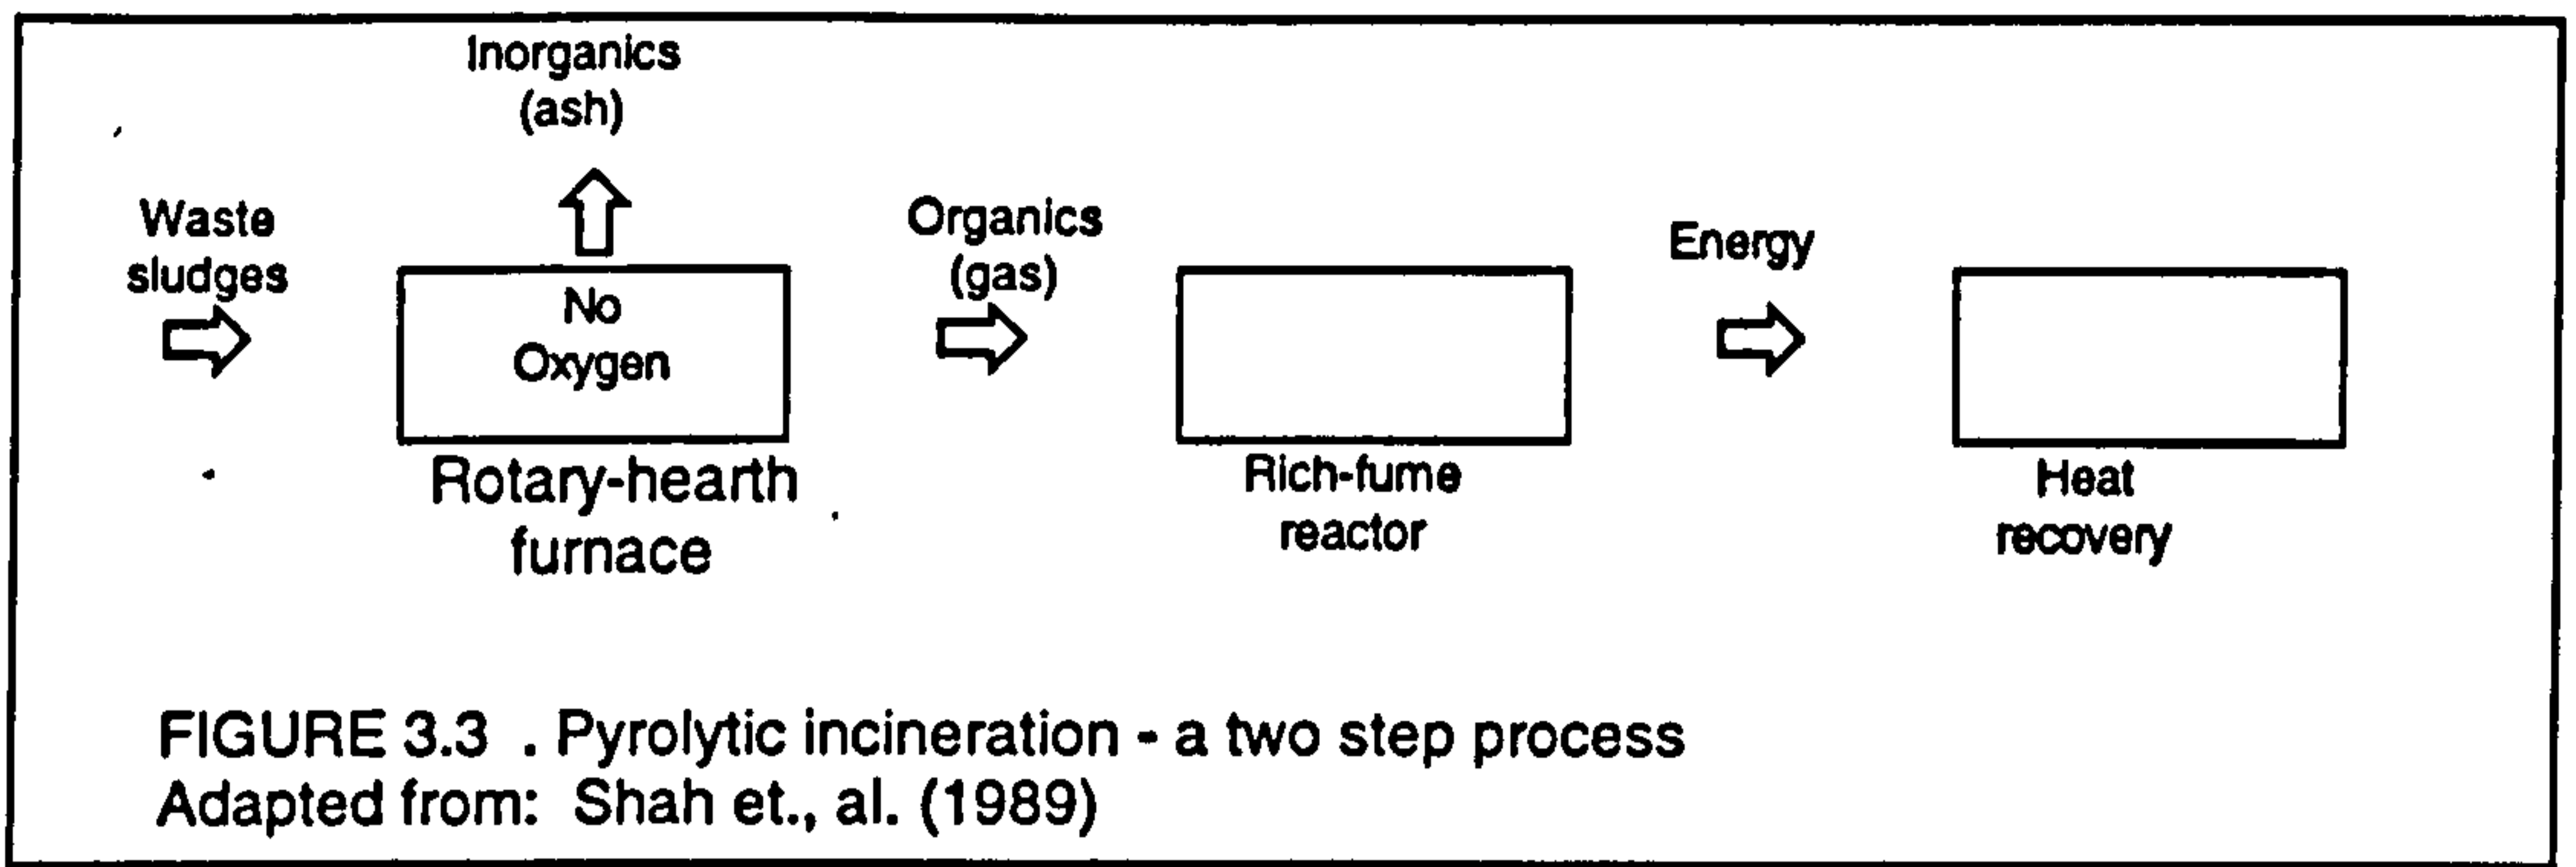 Inorganics
(ash)
Waste
sludges
No
Oxygen
Rotary-hearth
furnace
Organics
(gas)
Rich-fume
reactor
Energy
Heat
recovery
FIGURE 3.3 . Pyrolytic incineration - a two step process
Adapted from: Shah et., al. (1989)